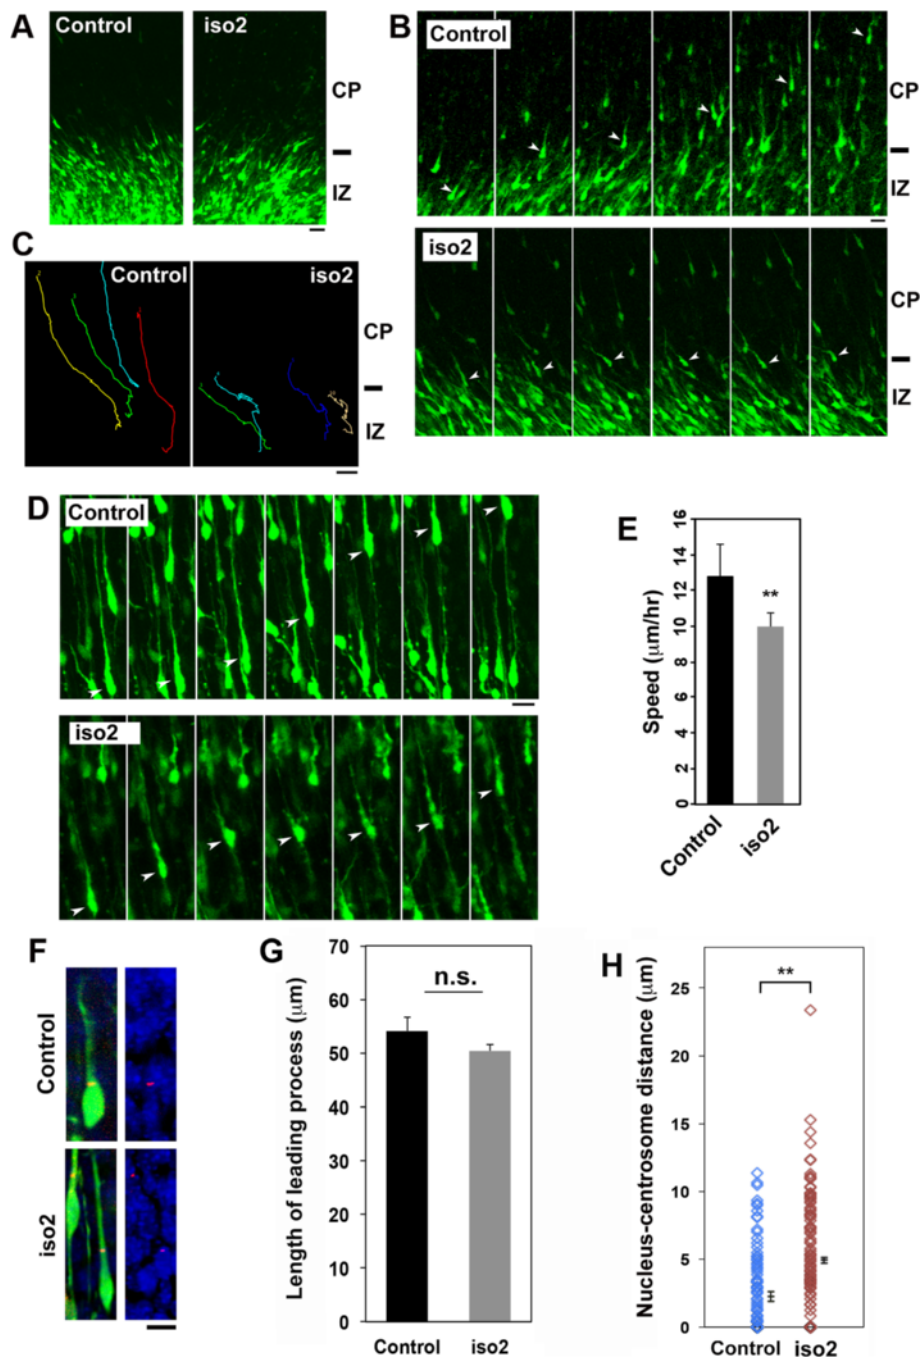 A
Control
iso2
CP
IZ
B
Control
CP
IZ
iso2
CP
IZ
C
Control
iso2
CP
IZ
D
Control
iso2
E
Speed (µm/hr)
16
14
12
10
8
6
4
2
0
**
Control
iso2
F
Control
iso2
G
Length of leading process (µm)
70
60
50
40
30
20
10
0
n.s.
Control
iso2
H
Nucleus-centrosome distance (µm)
25
20
15
10
5
0
**
Control
iso2